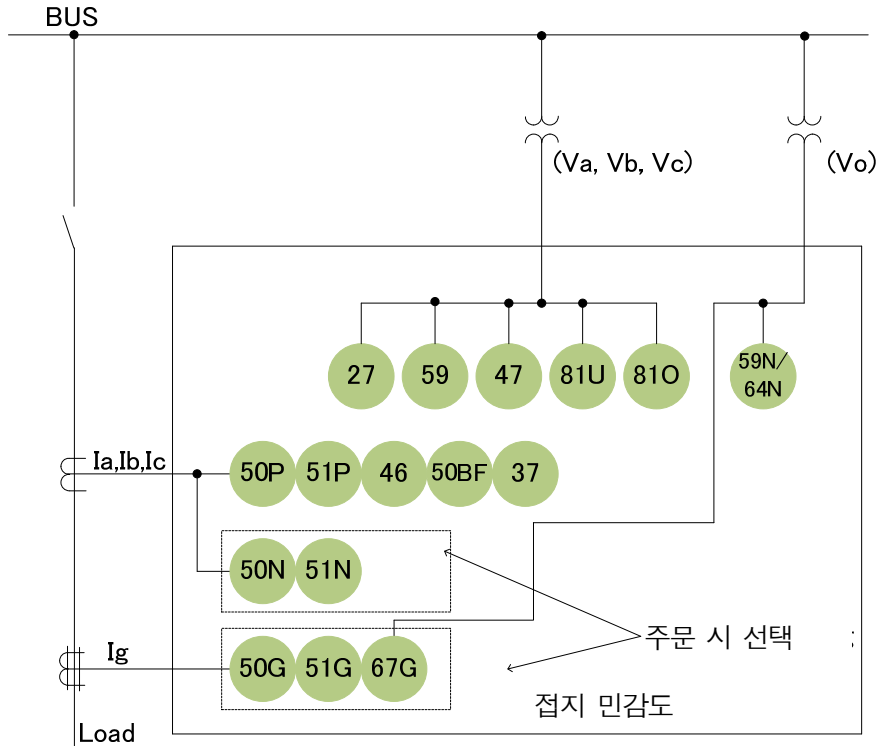 BUS
(Va, Vb, Vc)
(Vo)
27 59 47 81U 81O 59N/
64N
Ia,Ib,Ic
50P 51P 46 50BF 37
50N 51N
주문 시 선택 :
Ig
50G 51G 67G
접지 민감도
Load